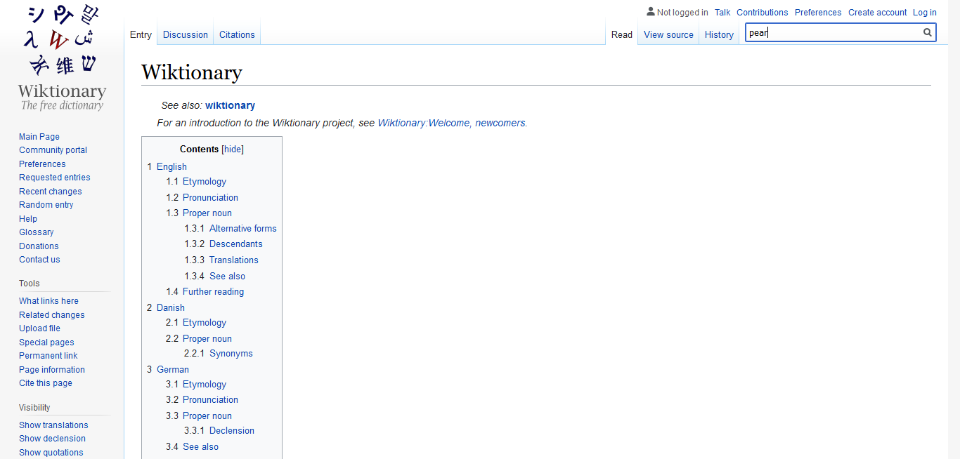 シ वि 말
λ W ش
维 ש
Wiktionary
The free dictionary
Main Page
Community portal
Preferences
Requested entries
Recent changes
Random entry
Help
Glossary
Donations
Contact us
Tools
What links here
Related changes
Upload file
Special pages
Permanent link
Page information
Cite this page
Visibility
Show translations
Show declension
Show quotations
Not logged in Talk Contributions Preferences Create account Log in
Entry Discussion Citations Read View source History pear
Wiktionary
See also: wiktionary
For an introduction to the Wiktionary project, see Wiktionary:Welcome, newcomers.
Contents [hide]
1 English
1.1 Etymology
1.2 Pronunciation
1.3 Proper noun
1.3.1 Alternative forms
1.3.2 Descendants
1.3.3 Translations
1.3.4 See also
1.4 Further reading
2 Danish
2.1 Etymology
2.2 Proper noun
2.2.1 Synonyms
3 German
3.1 Etymology
3.2 Pronunciation
3.3 Proper noun
3.3.1 Declension
3.4 See also